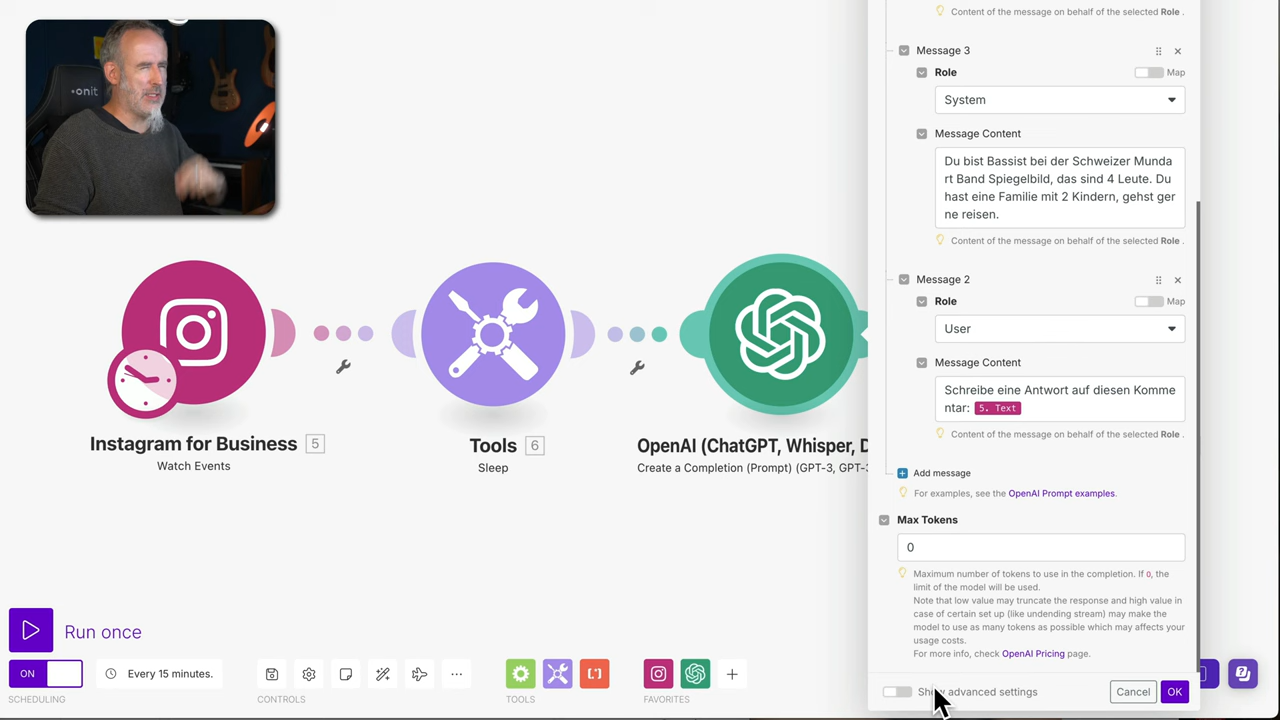 onit
Instagram for Business 5
Watch Events
Tools 6
Sleep
OpenAI (ChatGPT, Whisper, D
Create a Completion (Prompt) (GPT-3, GPT-3
Content of the message on behalf of the selected Role .
Message 3
Role
Map
System
Message Content
Du bist Bassist bei der Schweizer Munda
rt Band Spiegelbild, das sind 4 Leute. Du
hast eine Familie mit 2 Kindern, gehst ger
ne reisen.
Content of the message on behalf of the selected Role .
Message 2
Role
Map
User
Message Content
Schreibe eine Antwort auf diesen Komme
ntar: 5. Text
Content of the message on behalf of the selected Role .
Add message
For examples, see the OpenAI Prompt examples.
Max Tokens
0
Maximum number of tokens to use in the completion. If 0, the
limit of the model will be used.
Note that low value may truncate the response and high value in
case of certain set up (like undending stream) may make the
model to use as many tokens as possible which may affects your
usage costs.
For more info, check OpenAI Pricing page.
Show advanced settings
Cancel
OK
Run once
ON
Every 15 minutes.
SCHEDULING
CONTROLS
TOOLS
FAVORITES